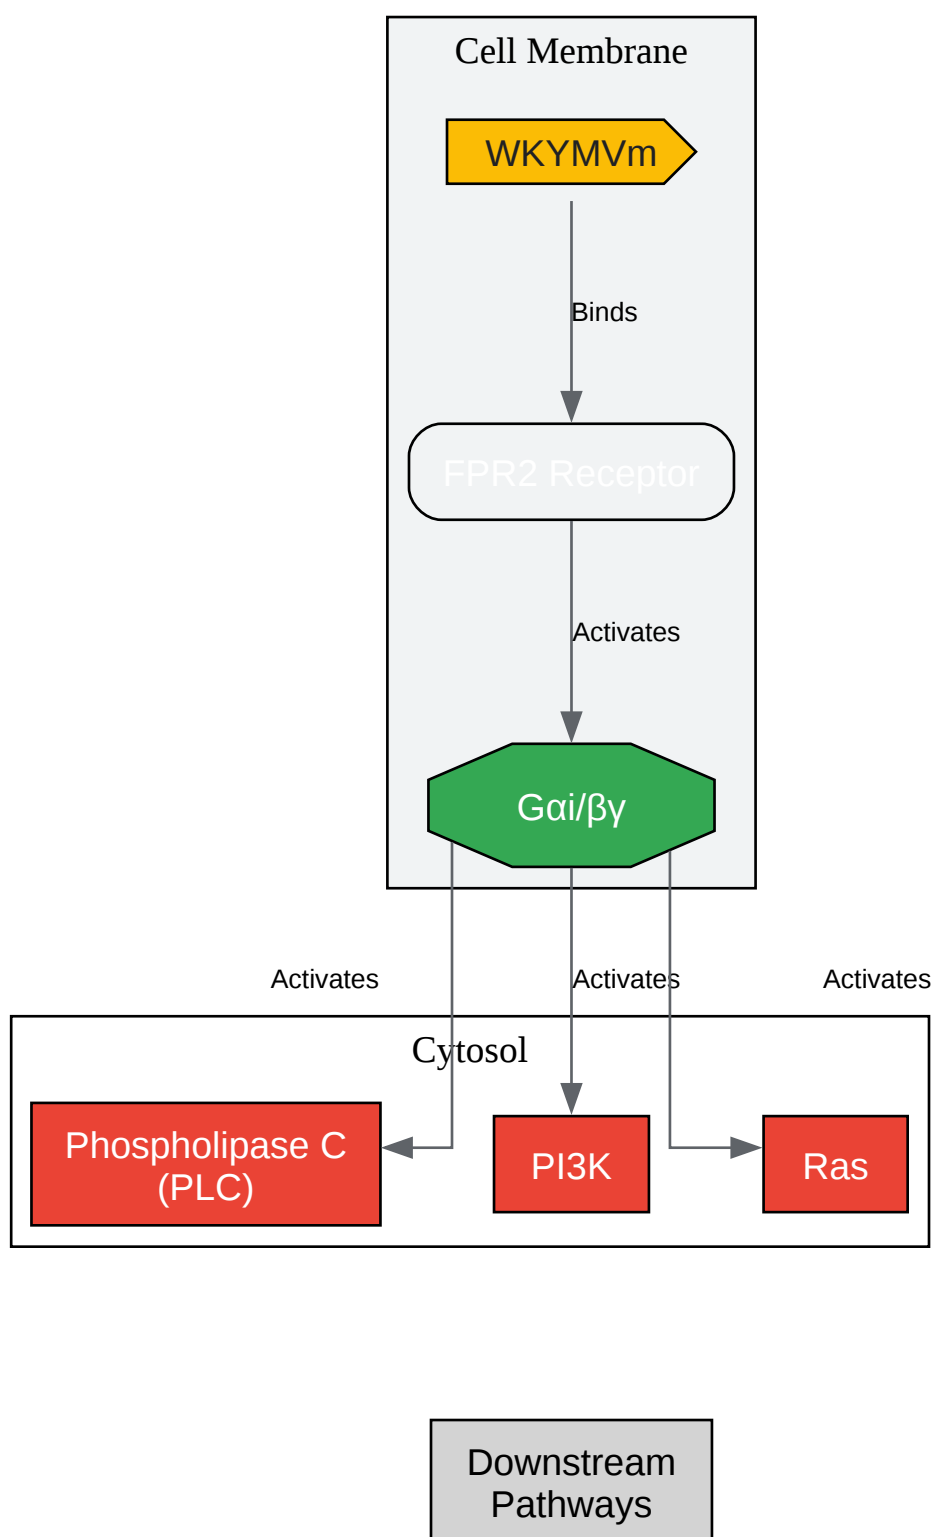 Cell Membrane
WKYMVm
Binds
FPR2 Receptor
Activates
Gαi/βγ
Activates
Activates
Activates
Cytosol
Phospholipase C
(PLC)
PI3K
Ras
Downstream
Pathways